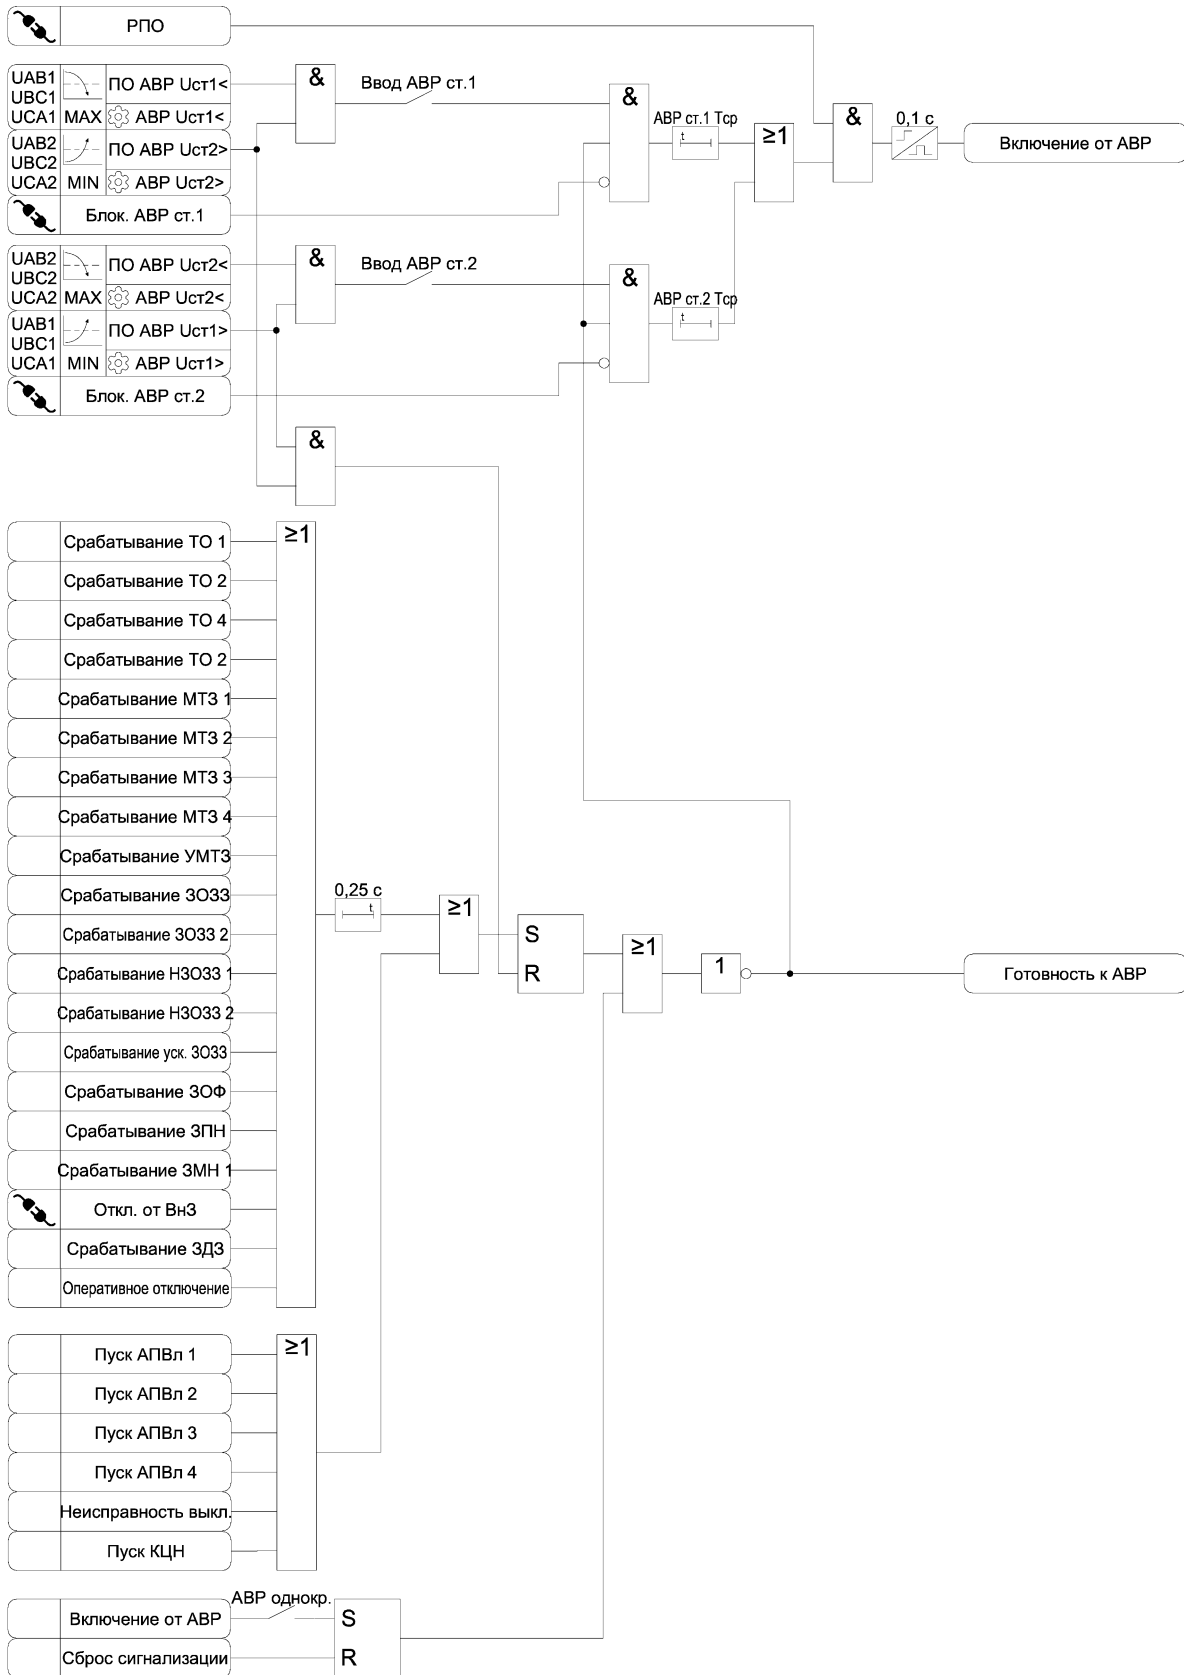 РПО
UAB1
UBC1
UCA1
MAX
ПО АВР Uст1<
АВР Uст1<
UAB2
UBC2
UCA2
MIN
ПО АВР Uст2>
АВР Uст2>
Блок. АВР ст.1
&
Ввод АВР ст.1
&
АВР ст.1 Тср
≥1
&
0,1 с
Включение от АВР
UAB2
UBC2
UCA2
MAX
ПО АВР Uст2<
АВР Uст2<
UAB1
UBC1
UCA1
MIN
ПО АВР Uст1>
АВР Uст1>
Блок. АВР ст.2
&
Ввод АВР ст.2
&
АВР ст.2 Тср
&
≥1
Срабатывание ТО 1
Срабатывание ТО 2
Срабатывание ТО 4
Срабатывание ТО 2
Срабатывание МТЗ 1
Срабатывание МТЗ 2
Срабатывание МТЗ 3
Срабатывание МТЗ 4
Срабатывание УМТЗ
Срабатывание ЗОЗЗ
Срабатывание ЗОЗЗ 2
Срабатывание НЗОЗЗ 1
Срабатывание НЗОЗЗ 2
Срабатывание уск. ЗОЗЗ
Срабатывание ЗОФ
Срабатывание ЗПН
Срабатывание ЗМН 1
Откл. от ВнЗ
Срабатывание ЗДЗ
Оперативное отключение
0,25 с
t
≥1
S
R
≥1
1
Готовность к АВР
≥1
Пуск АПВл 1
Пуск АПВл 2
Пуск АПВл 3
Пуск АПВл 4
Неисправность выкл.
Пуск КЦН
Включение от АВР
АВР однокр.
S
Сброс сигнализации
R
t
t